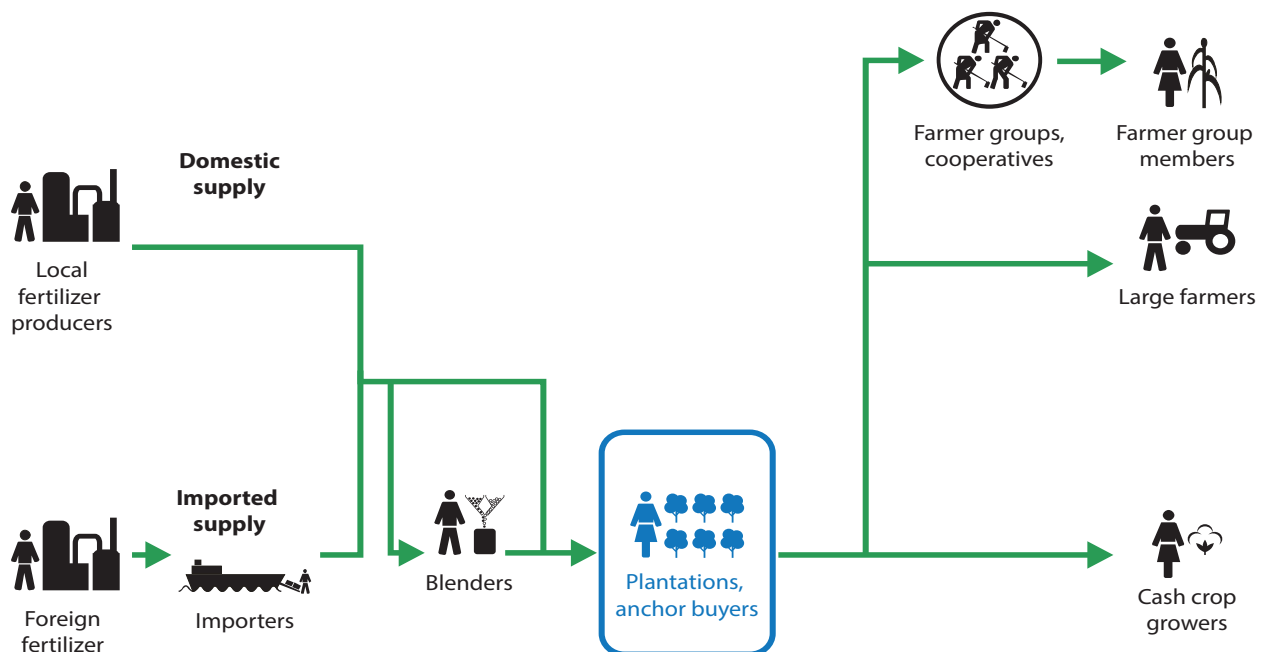 Farmer groups,
cooperatives
Farmer group
members
Domestic
supply
Local
fertilizer
producers
Large farmers
Imported
supply
Foreign
fertilizer
Importers
Blenders
Plantations,
anchor buyers
Cash crop
growers